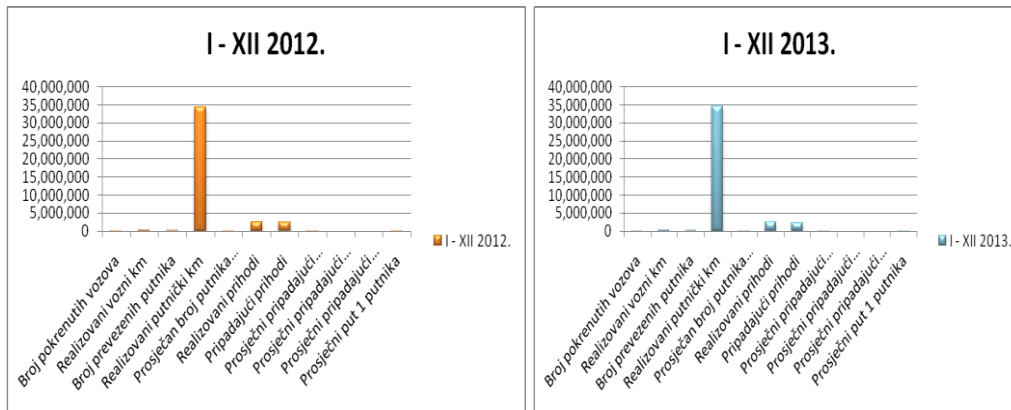 I - XII 2012.
40,000,000
35,000,000
30,000,000
25,000,000
20,000,000
15,000,000
10,000,000
5,000,000
0
Broj pokrenutih vozova
Realizovani vozni km
Broj prevezenih putnika
Realizovani putnički km
Prosječan broj putnika...
Realizovani prihodi
Pripadajući prihodi
Prosječni pripadajući...
Prosječni pripadajući...
Prosječni pripadajući...
Prosječni put 1 putnika
I - XII 2012.
I - XII 2013.
40,000,000
35,000,000
30,000,000
25,000,000
20,000,000
15,000,000
10,000,000
5,000,000
0
Broj pokrenutih vozova
Realizovani vozni km
Broj prevezenih putnika
Realizovani putnički km
Prosječan broj putnika...
Realizovani prihodi
Pripadajući prihodi
Prosječni pripadajući...
Prosječni pripadajući...
Prosječni pripadajući...
Prosječni put 1 putnika
I - XII 2013.